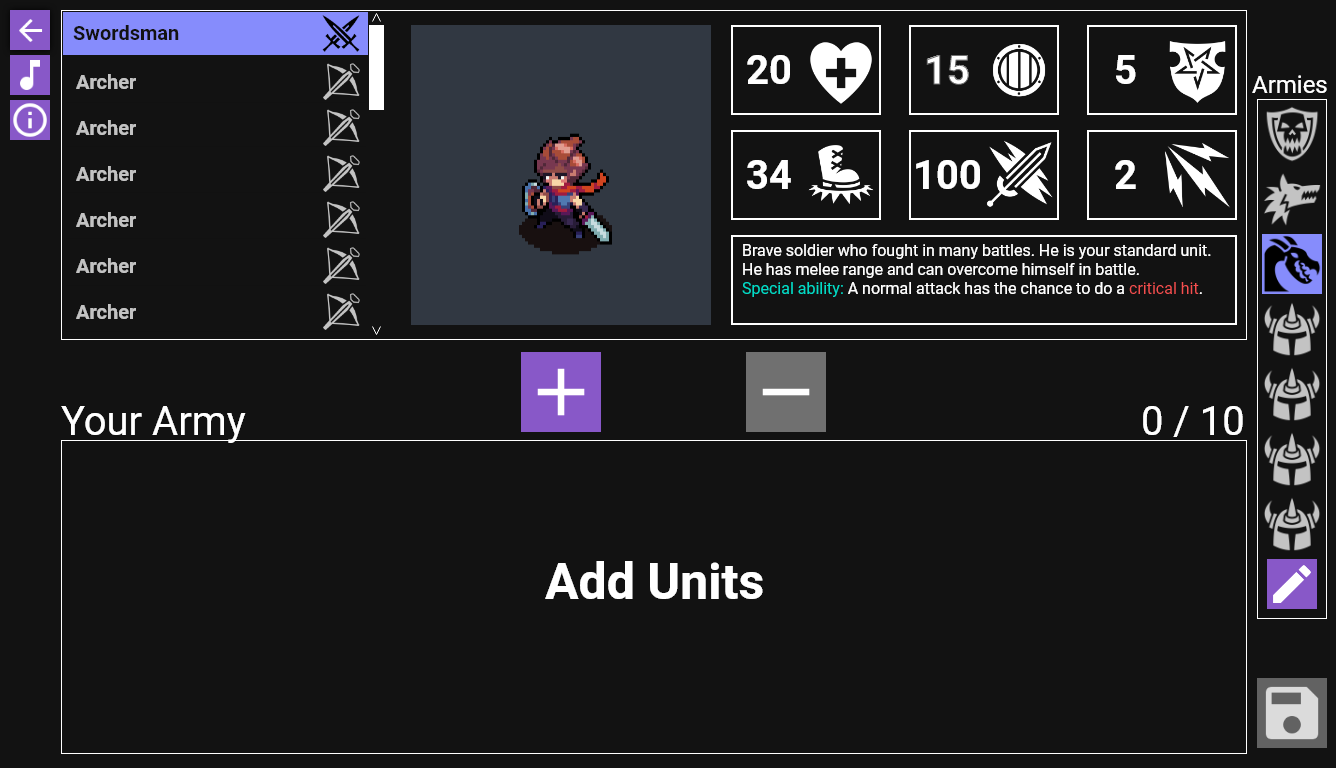 Swordsman
Archer
Archer
Archer
Archer
Archer
Archer
20
15
5
34
100
2
Brave soldier who fought in many battles. He is your standard unit.
He has melee range and can overcome himself in battle.
Special ability: A normal attack has the chance to do a critical hit.
Armies
Your Army
0 / 10
Add Units